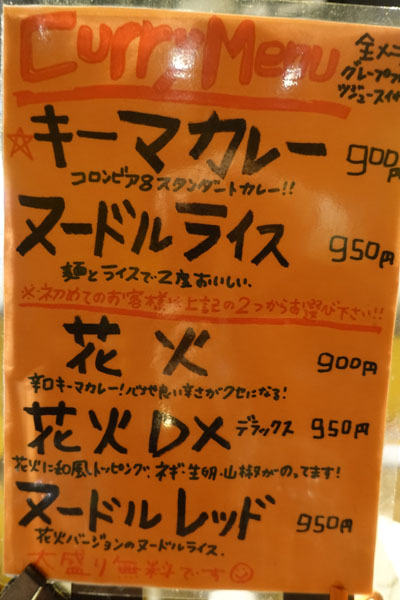 Curry Menu
全メニ
グレープフル
ツジュース付
☆キーマカレー 900円
コロンビア8スタンダートカレー!!
ヌードルライス 950円
麺とライスで2度おいしい。
※初めてのお客様は上記の2つからお選び下さい!!
花火 900円
辛口キーマカレー!バツや良い辛さがクセになる!
花火DX デラックス 950円
花火に和風トッピング、ネギ・生卵・山椒がのってます!
ヌードルレッド 950円
花火バージョンのヌードルライス.
大盛り無料です